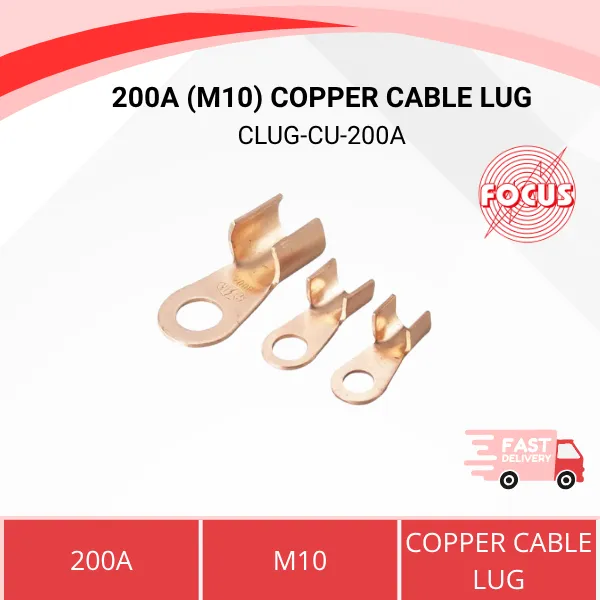 200A (M10) COPPER CABLE LUG
CLUG-CU-200A
FOCUS
FAST
DELIVERY
200A
M10
COPPER CABLE
LUG